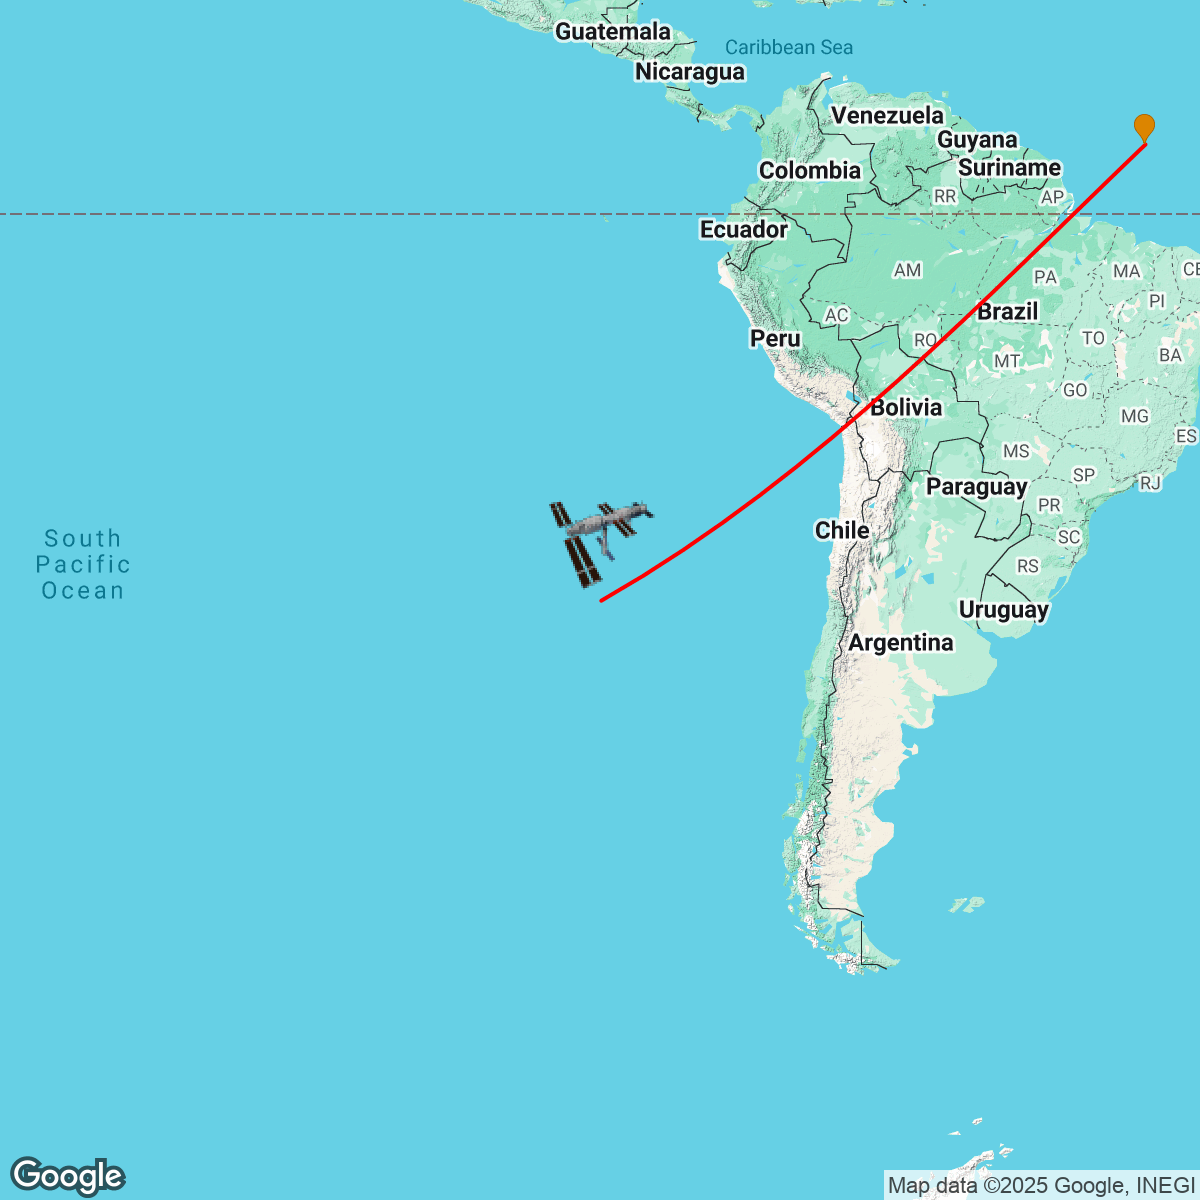 Guatemala
Caribbean Sea
Nicaragua
Venezuela
Guyana
Colombia
Suriname
RR
AP
Ecuador
AM
PA
MA
CE
PI
AC
Brazil
Peru
RO
TO
MT
BA
GO
Bolivia
MG
ES
MS
SP
RJ
Paraguay
PR
Chile
SC
South
Pacific
Ocean
RS
Uruguay
Argentina
Google
Map data ©2025 Google, INEGI